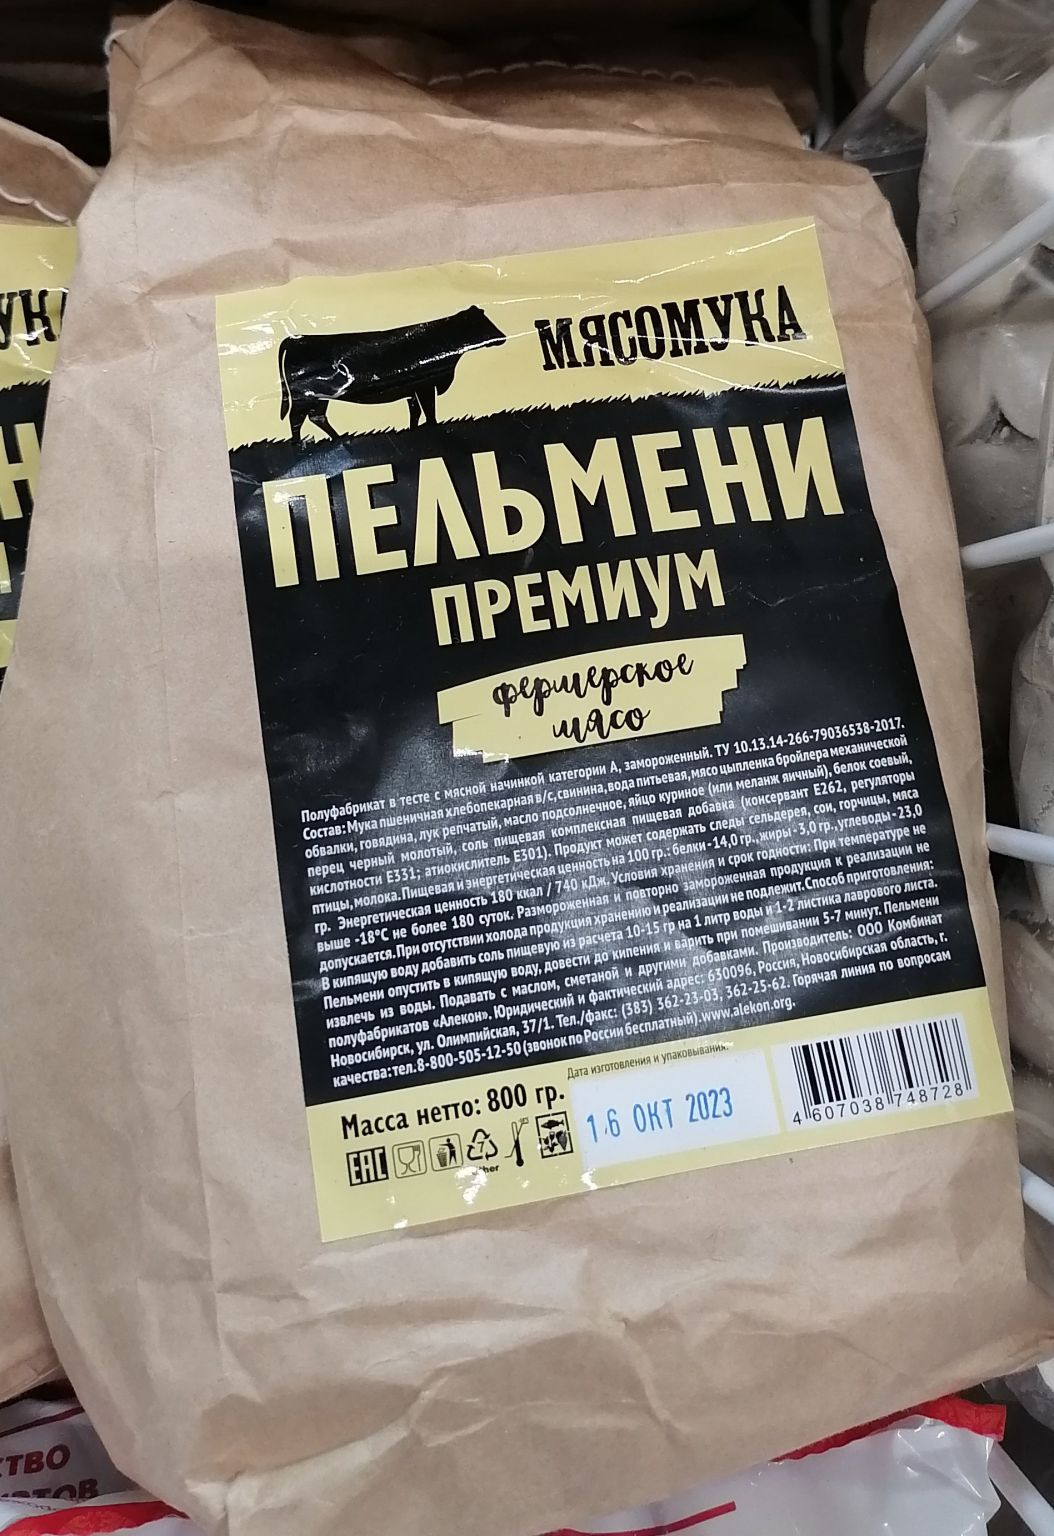 МЯСОМУКА
ПЕЛЬМЕНИ
ПРЕМИУМ
фермерское
мясо
Полуфабрикат в тесте с мясной начинкой категории А, замороженный. ТУ 10.13.14-266-79036538-2017.
Состав: Мука пшеничная хлебопекарная в/с, свинина, вода питьевая, мясо цыпленка бройлера механической
обвалки, говядина, лук репчатый, масло подсолнечное, яйцо куриное (или меланж яичный), белок соевый,
перец черный молотый, соль пищевая комплексная пищевая добавка (консервант Е262, регуляторы
кислотности Е331; атиокислитель Е301). Продукт может содержать следы сельдерея, сои, горчицы, мяса
птицы, молока. Пищевая и энергетическая ценность на 100 гр.: белки -14,0 гр., жиры - 3,0 гр., углеводы - 23,0
гр. Энергетическая ценность 180 ккал / 740 кДж. Условия хранения и срок годности: При температуре не
выше -18°С не более 180 суток. Размороженная и повторно замороженная продукция к реализации не
допускается. При отсутствии холода продукция хранению и реализации не подлежит. Способ приготовления:
В кипящую воду добавить соль пищевую из расчета 10-15 гр на 1 литр воды и 1-2 листика лаврового листа.
Пельмени опустить в кипящую воду, довести до кипения и варить при помешивании 5-7 минут. Пельмени
извлечь из воды. Подавать с маслом, сметаной и другими добавками. Производитель: ООО Комбинат
полуфабрикатов «Алекон». Юридический и фактический адрес: 630096, Россия, Новосибирская область, г.
Новосибирск, ул. Олимпийская, 37/1. Тел./факс: (383) 362-23-03, 362-25-62. Горячая линия по вопросам
качества: тел. 8-800-505-12-50 (звонок по России бесплатный). www.alekon.org.
Масса нетто: 800 гр.
Дата изготовления и упаковывания:
16 ОКТ 2023
4 607038 748728
EAC
7
other
УКА
Н
СТВО